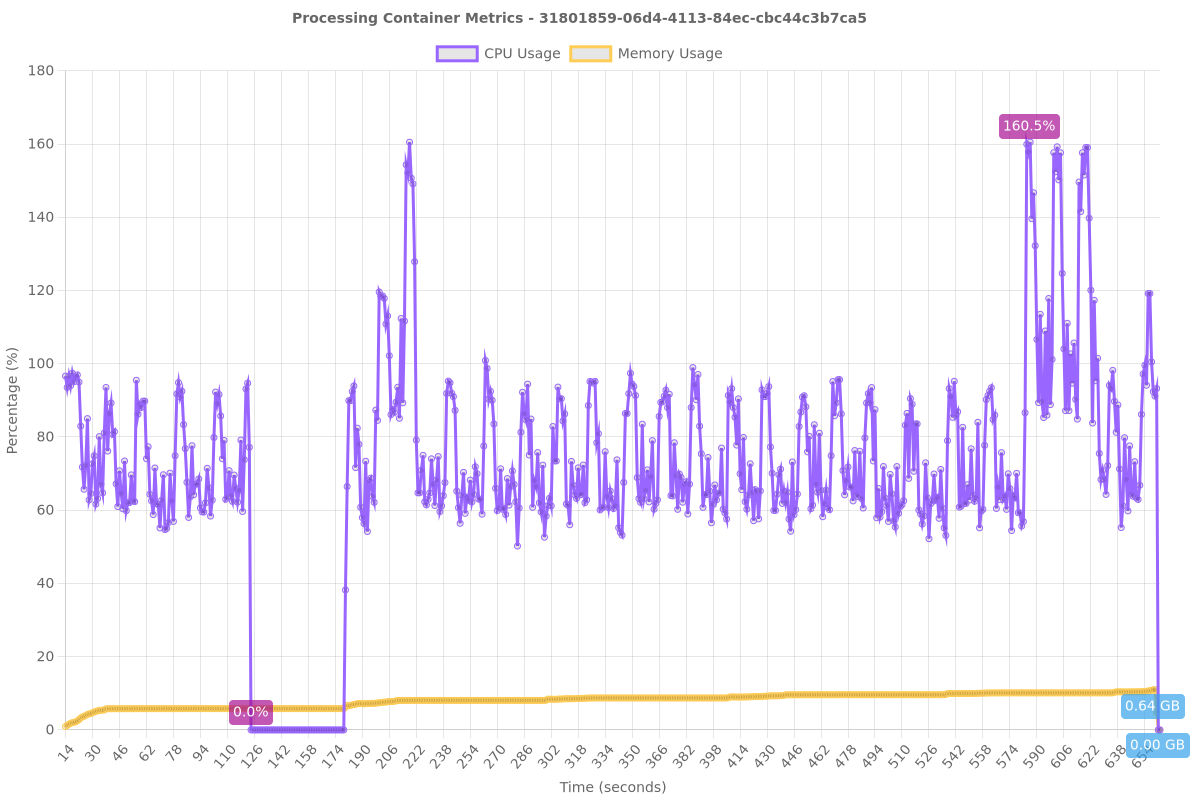 Processing Container Metrics - 31801859-06d4-4113-84ec-cbc44c3b7ca5
CPU Usage Memory Usage
180
160
140
120
100
80
60
40
20
0
Percentage (%)
160.5%
0.0%
0.64 GB
0.00 GB
14 30 46 62 78 94 110 126 142 158 174 190 206 222 238 254 270 286 302 318 334 350 366 382 398 414 430 446 462 478 494 510 526 542 558 574 590 606 622 638 654
Time (seconds)